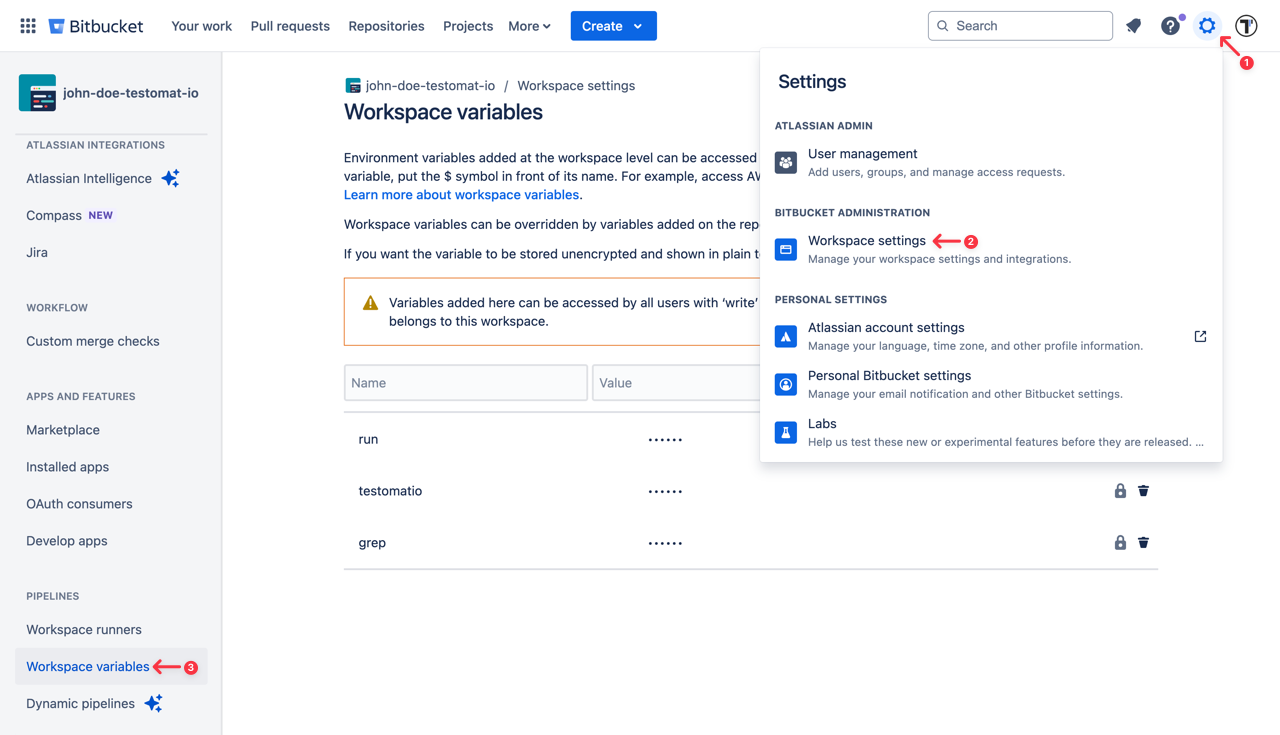 Bitbucket
Your work
Pull requests
Repositories
Projects
More
Create
Search
1
john-doe-testomat-io
ATLASSIAN INTEGRATIONS
Atlassian Intelligence
Compass NEW
Jira
WORKFLOW
Custom merge checks
APPS AND FEATURES
Marketplace
Installed apps
OAuth consumers
Develop apps
PIPELINES
Workspace runners
Workspace variables 3
Dynamic pipelines
john-doe-testomat-io / Workspace settings
Workspace variables
Environment variables added at the workspace level can be accessed
variable, put the $ symbol in front of its name. For example, access
Learn more about workspace variables.
Workspace variables can be overridden by variables added on the
If you want the variable to be stored unencrypted and shown in plain
Variables added here can be accessed by all users with ‘write’
belongs to this workspace.
Name
Value
run ••••••
testomatio ••••••
grep ••••••
Settings
ATLASSIAN ADMIN
User management
Add users, groups, and manage access requests.
BITBUCKET ADMINISTRATION
Workspace settings 2
Manage your workspace settings and integrations.
PERSONAL SETTINGS
Atlassian account settings
Manage your language, time zone, and other profile information.
Personal Bitbucket settings
Manage your email notification and other Bitbucket settings.
Labs
Help us test these new or experimental features before they are released. ...